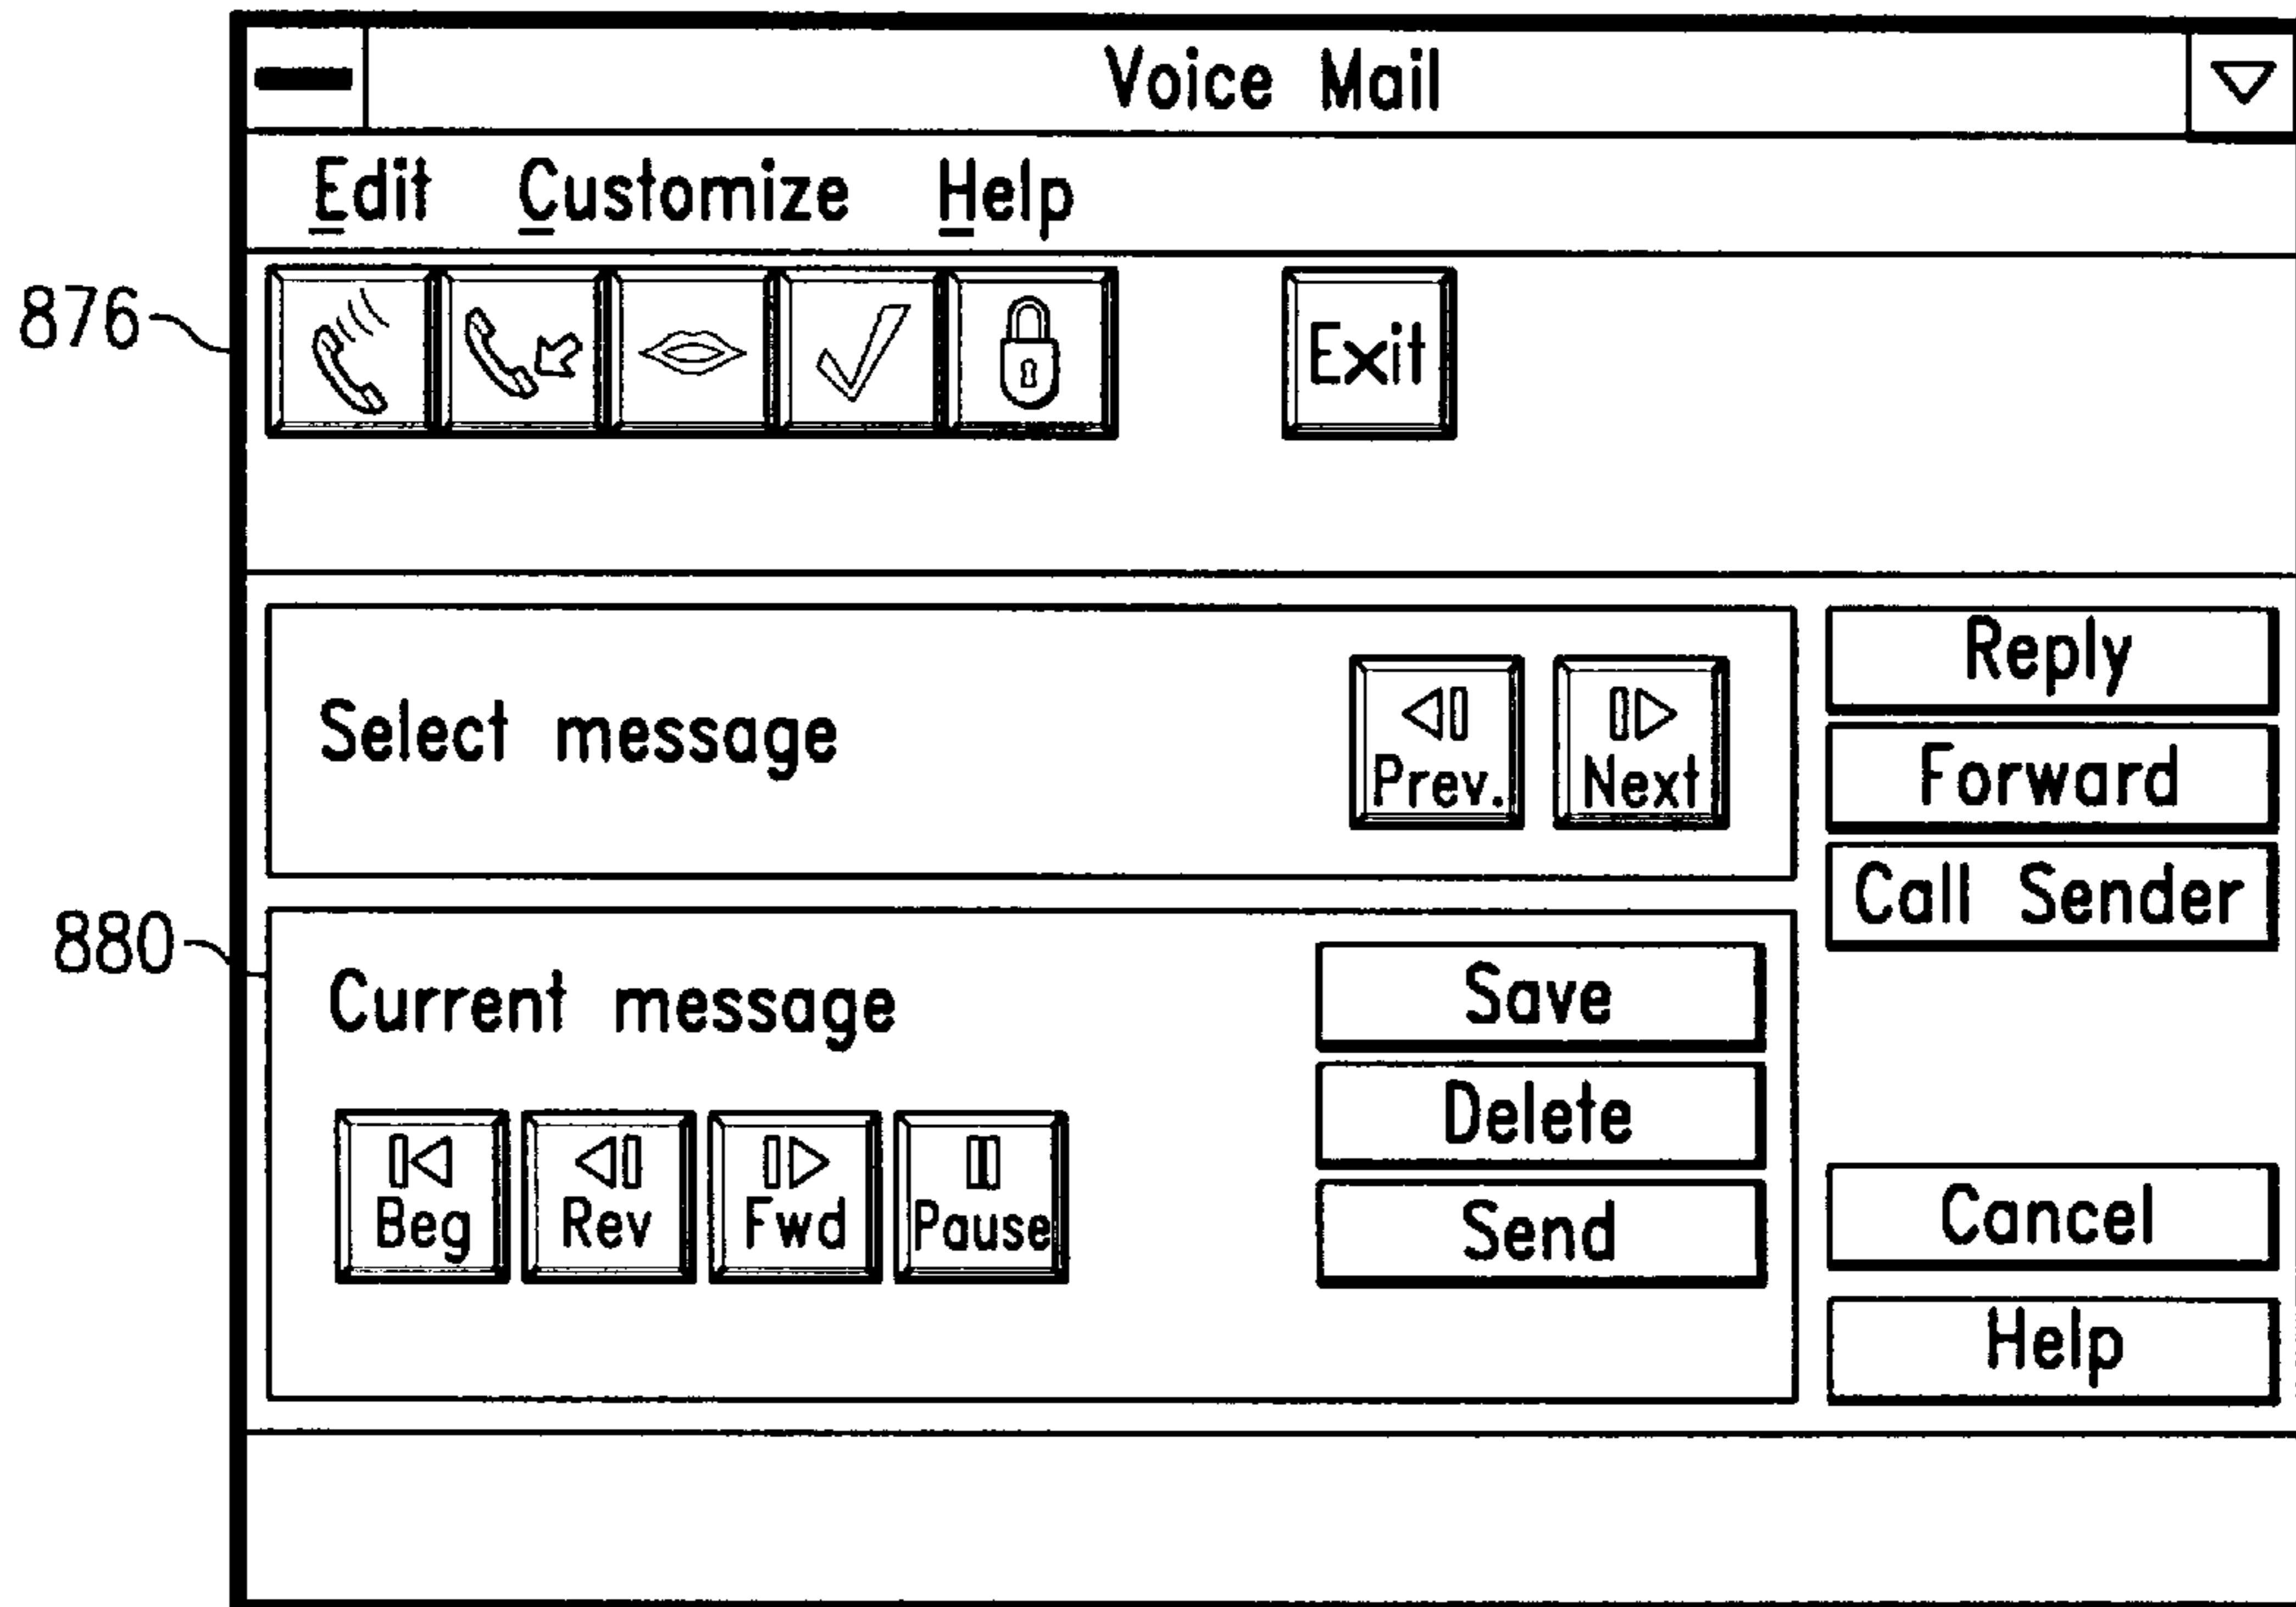 Voice Mail
Edit Customize Help
876
Exit
Select message
Prev. Next
Reply
Forward
Call Sender
880
Current message
Save
Delete
Send
Beg Rev Fwd Pause
Cancel
Help